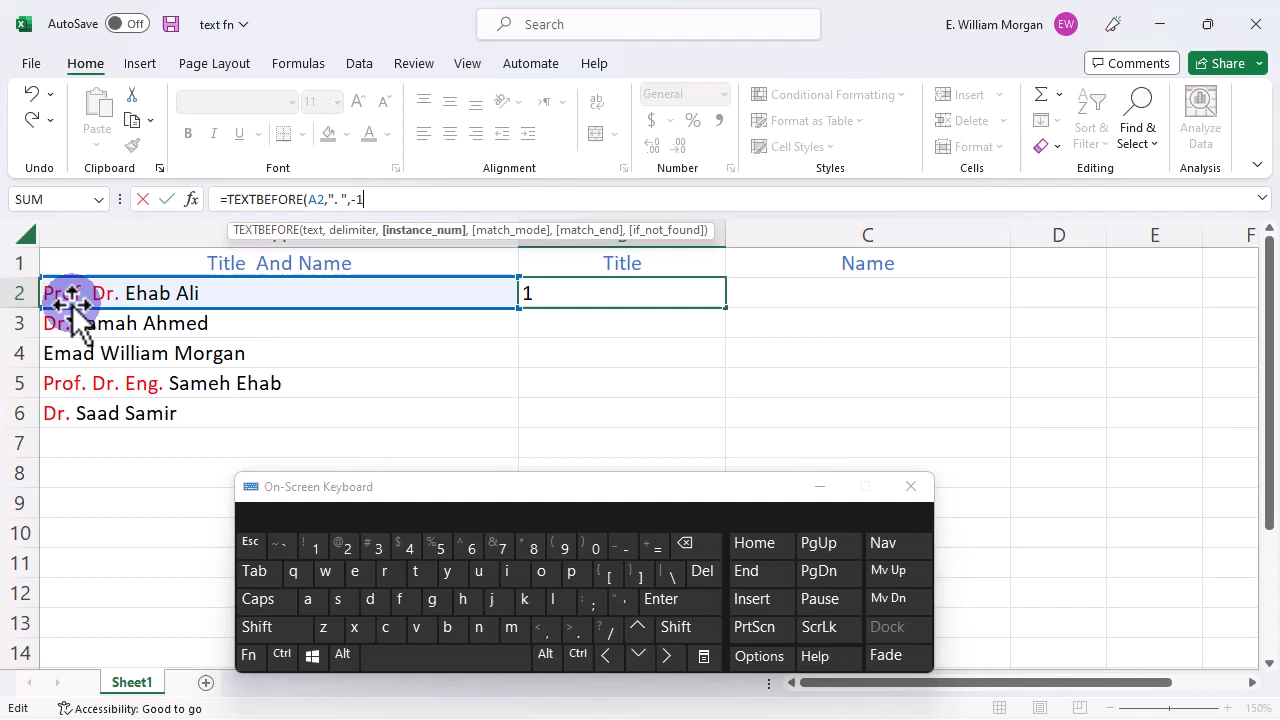 AutoSave Off text fn Search E. William Morgan EW
File Home Insert Page Layout Formulas Data Review View Automate Help Comments Share
11 General Conditional Formatting Insert
Paste B I U $ % Format as Table Delete Sort & Filter Find & Select Analyze Data
Cell Styles Format
Undo Clipboard Font Alignment Number Styles Cells Editing Analysis
SUM fx =TEXTBEFORE(A2,". ",-1
TEXTBEFORE(text, delimiter, [instance_num], [match_mode], [match_end], [if_not_found])
C D E F
1 Title And Name Title Name
2 Prof. Dr. Ehab Ali 1
3 Dr. Ahmed
4 Emad William Morgan
5 Prof. Dr. Eng. Sameh Ehab
6 Dr. Saad Samir
7
8
9
10
11
12
13
14
On-Screen Keyboard
Esc ~ ` ! 1 @ 2 # 3 $ 4 % 5 ^ 6 & 7 * 8 ( 9 ) 0 _ - + = Home PgUp Nav
Tab q w e r t y u i o p { [ } ] | \ Del End PgDn Mv Up
Caps a s d f g h j k l : ; " ' Enter Insert Pause Mv Dn
Shift z x c v b n m < , > . ? / Shift PrtScn ScrLk Dock
Fn Ctrl Alt Alt Ctrl Options Help Fade
Sheet1
Edit Accessibility: Good to go 150%